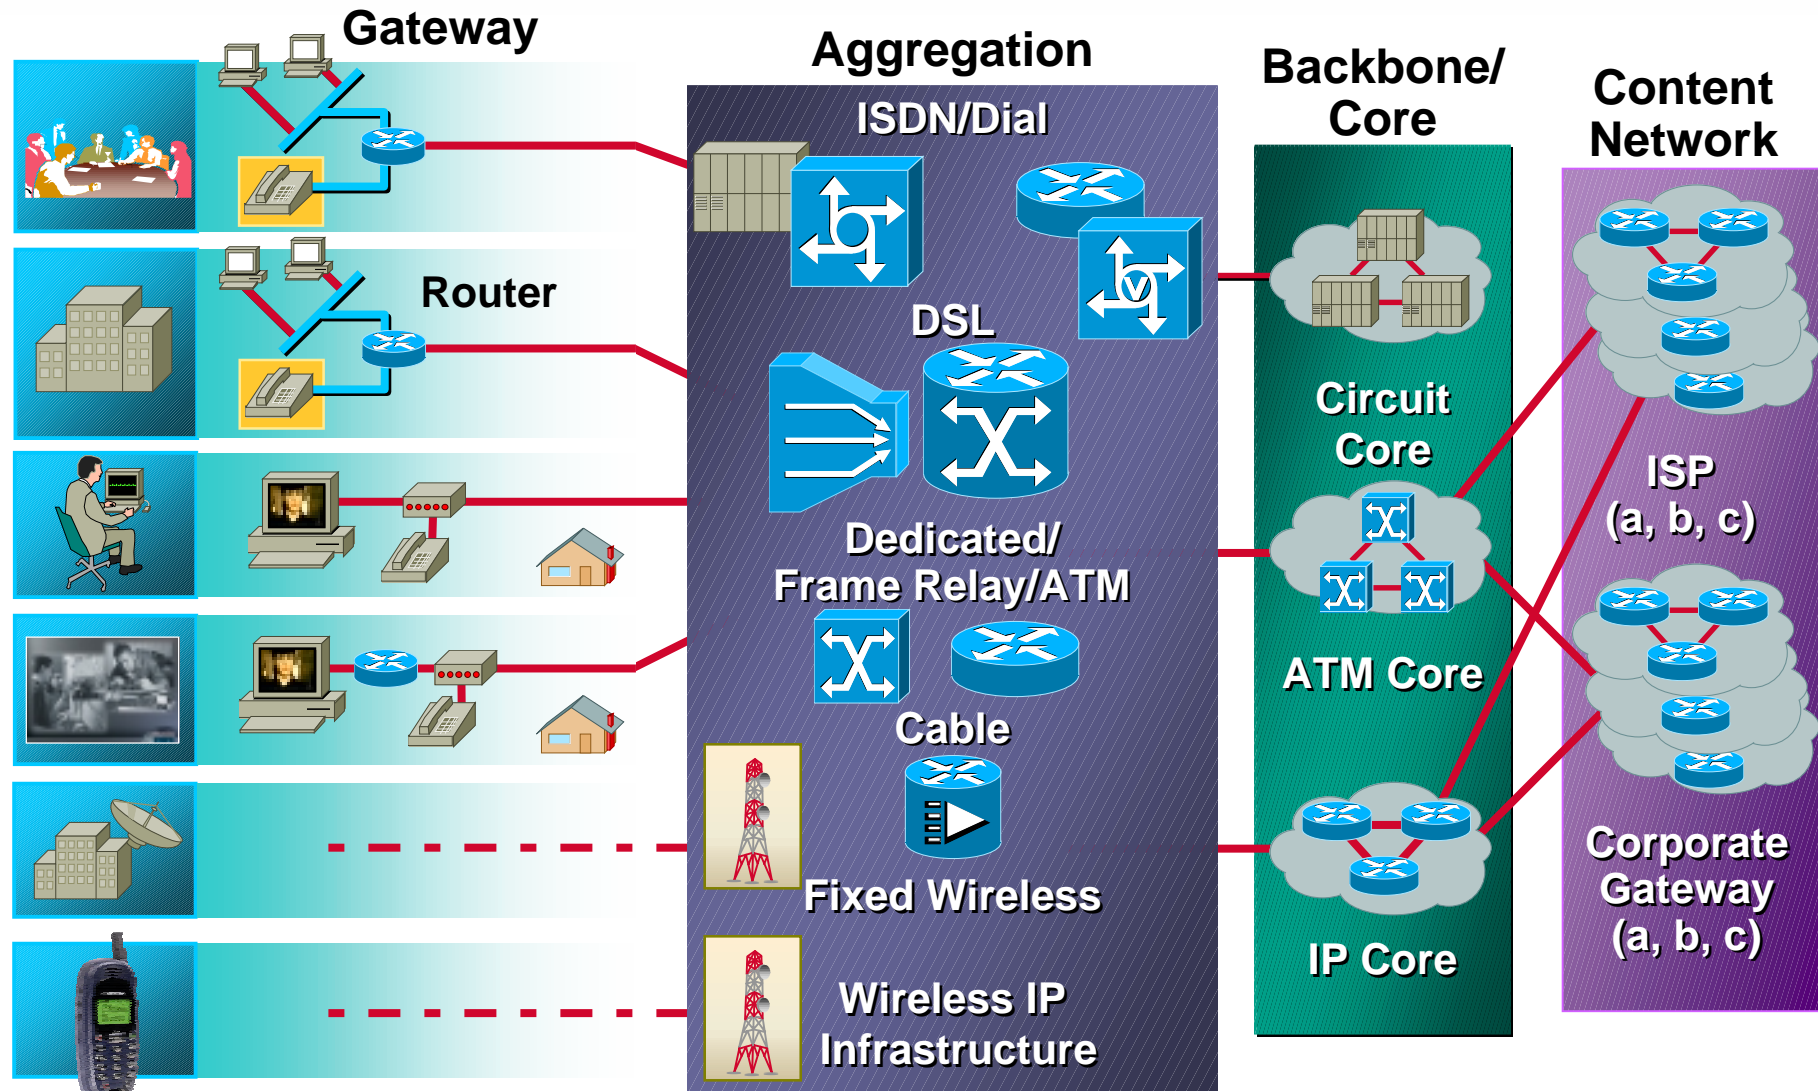 Gateway
Router
Aggregation
ISDN/Dial
V
DSL
Dedicated/
Frame Relay/ATM
Cable
Fixed Wireless
Wireless IP
Infrastructure
Backbone/
Core
Circuit
Core
ATM Core
IP Core
Content
Network
ISP
(a, b, c)
Corporate
Gateway
(a, b, c)